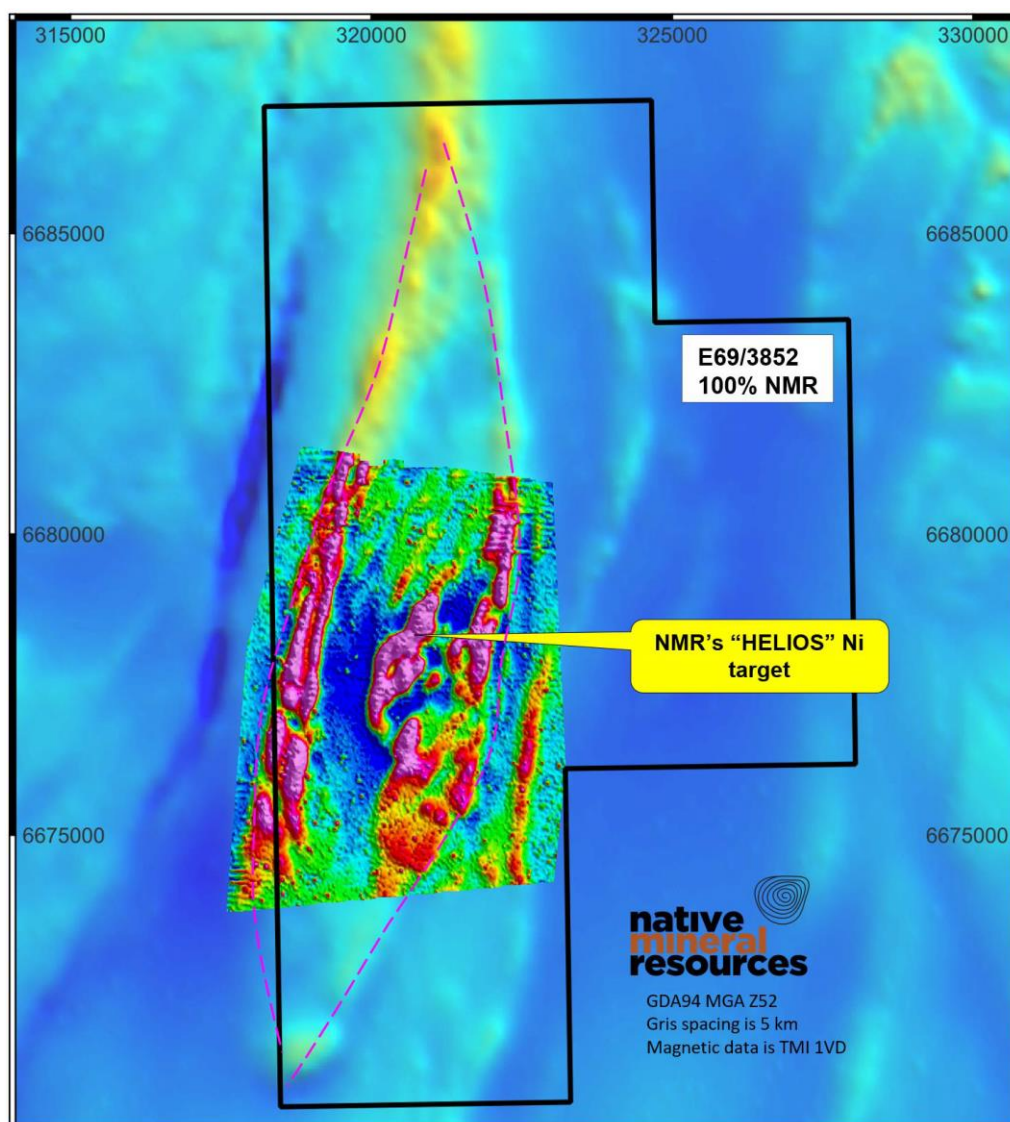 315000 320000 325000 330000
6685000 6685000
E69/3852
100% NMR
6680000 6680000
NMR’s “HELIOS” Ni
target
6675000 6675000
native
mineral
resources
GDA94 MGA Z52
Gris spacing is 5 km
Magnetic data is TMI 1VD